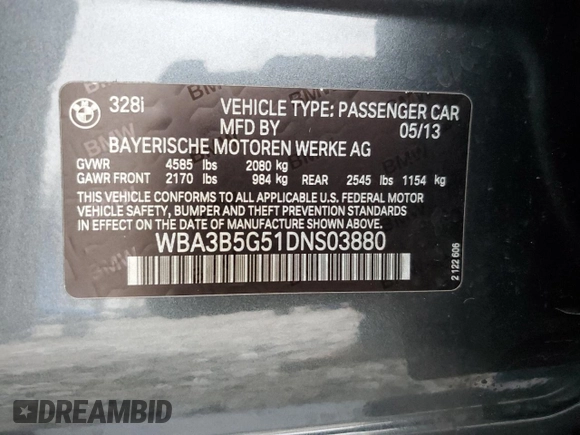 328i VEHICLE TYPE: PASSENGER CAR
MFD BY 05/13
BAYERISCHE MOTOREN WERKE AG
GVWR 4585 lbs 2080 kg
GAWR FRONT 2170 lbs 984 kg REAR 2545 lbs 1154 kg
THIS VEHICLE CONFORMS TO ALL APPLICABLE U.S. FEDERAL MOTOR
VEHICLE SAFETY, BUMPER AND THEFT PREVENTION STANDARDS
IN EFFECT ON THE DATE OF MANUFACTURE SHOWN ABOVE.
WBA3B5G51DNS03880
2 122 606
DREAMBID